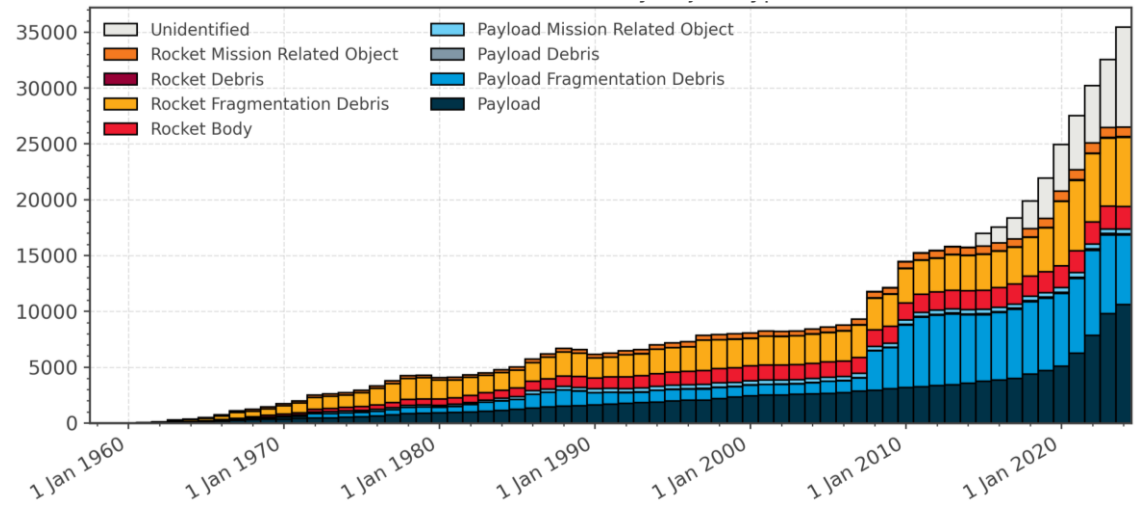 35000
30000
25000
20000
15000
10000
5000
0
Unidentified
Rocket Mission Related Object
Rocket Debris
Rocket Fragmentation Debris
Rocket Body
Payload Mission Related Object
Payload Debris
Payload Fragmentation Debris
Payload
1 Jan 1960
1 Jan 1970
1 Jan 1980
1 Jan 1990
1 Jan 2000
1 Jan 2010
1 Jan 2020